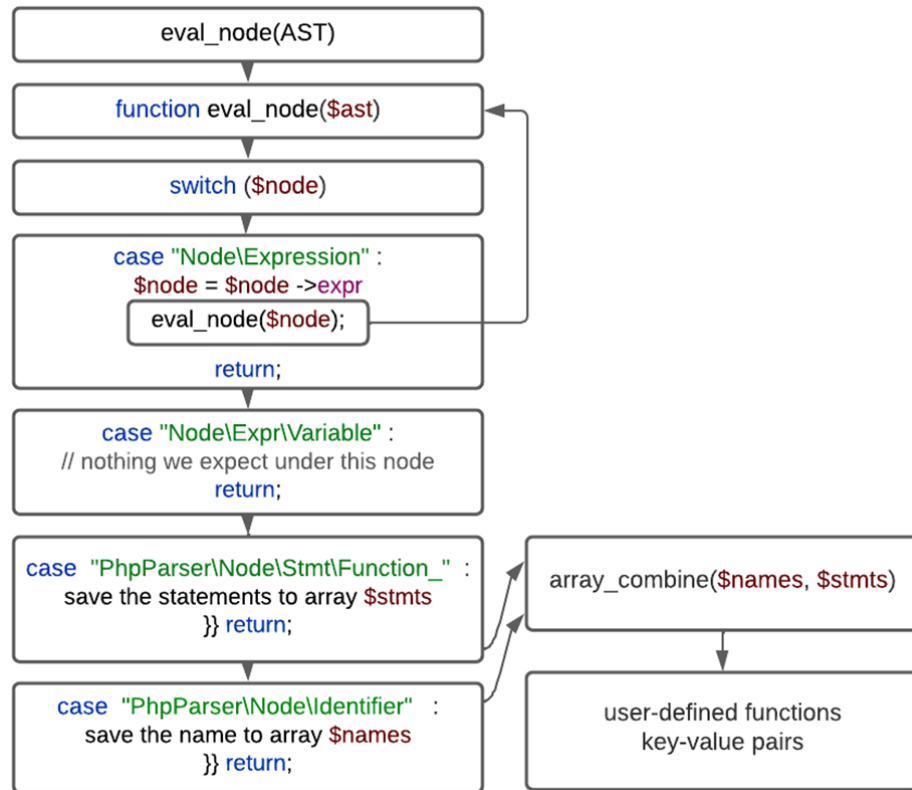 eval_node(AST)
function eval_node($ast)
switch ($node)
case "Node\Expression" :
$node = $node ->expr
eval_node($node);
return;
case "Node\Expr\Variable" :
// nothing we expect under this node
return;
case "PhpParser\Node\Stmt\Function_" :
save the statements to array $stmts
}} return;
case "PhpParser\Node\Identifier" :
save the name to array $names
}} return;
array_combine($names, $stmts)
user-defined functions
key-value pairs